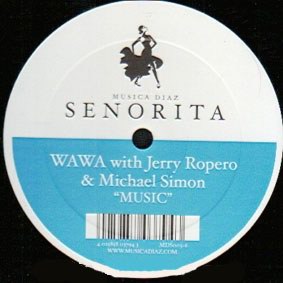 MUSICA DIAZ
SENORITA
WAWA with Jerry Ropero
& Michael Simon
"MUSIC"
WWW.MUSICADIAZ.COM